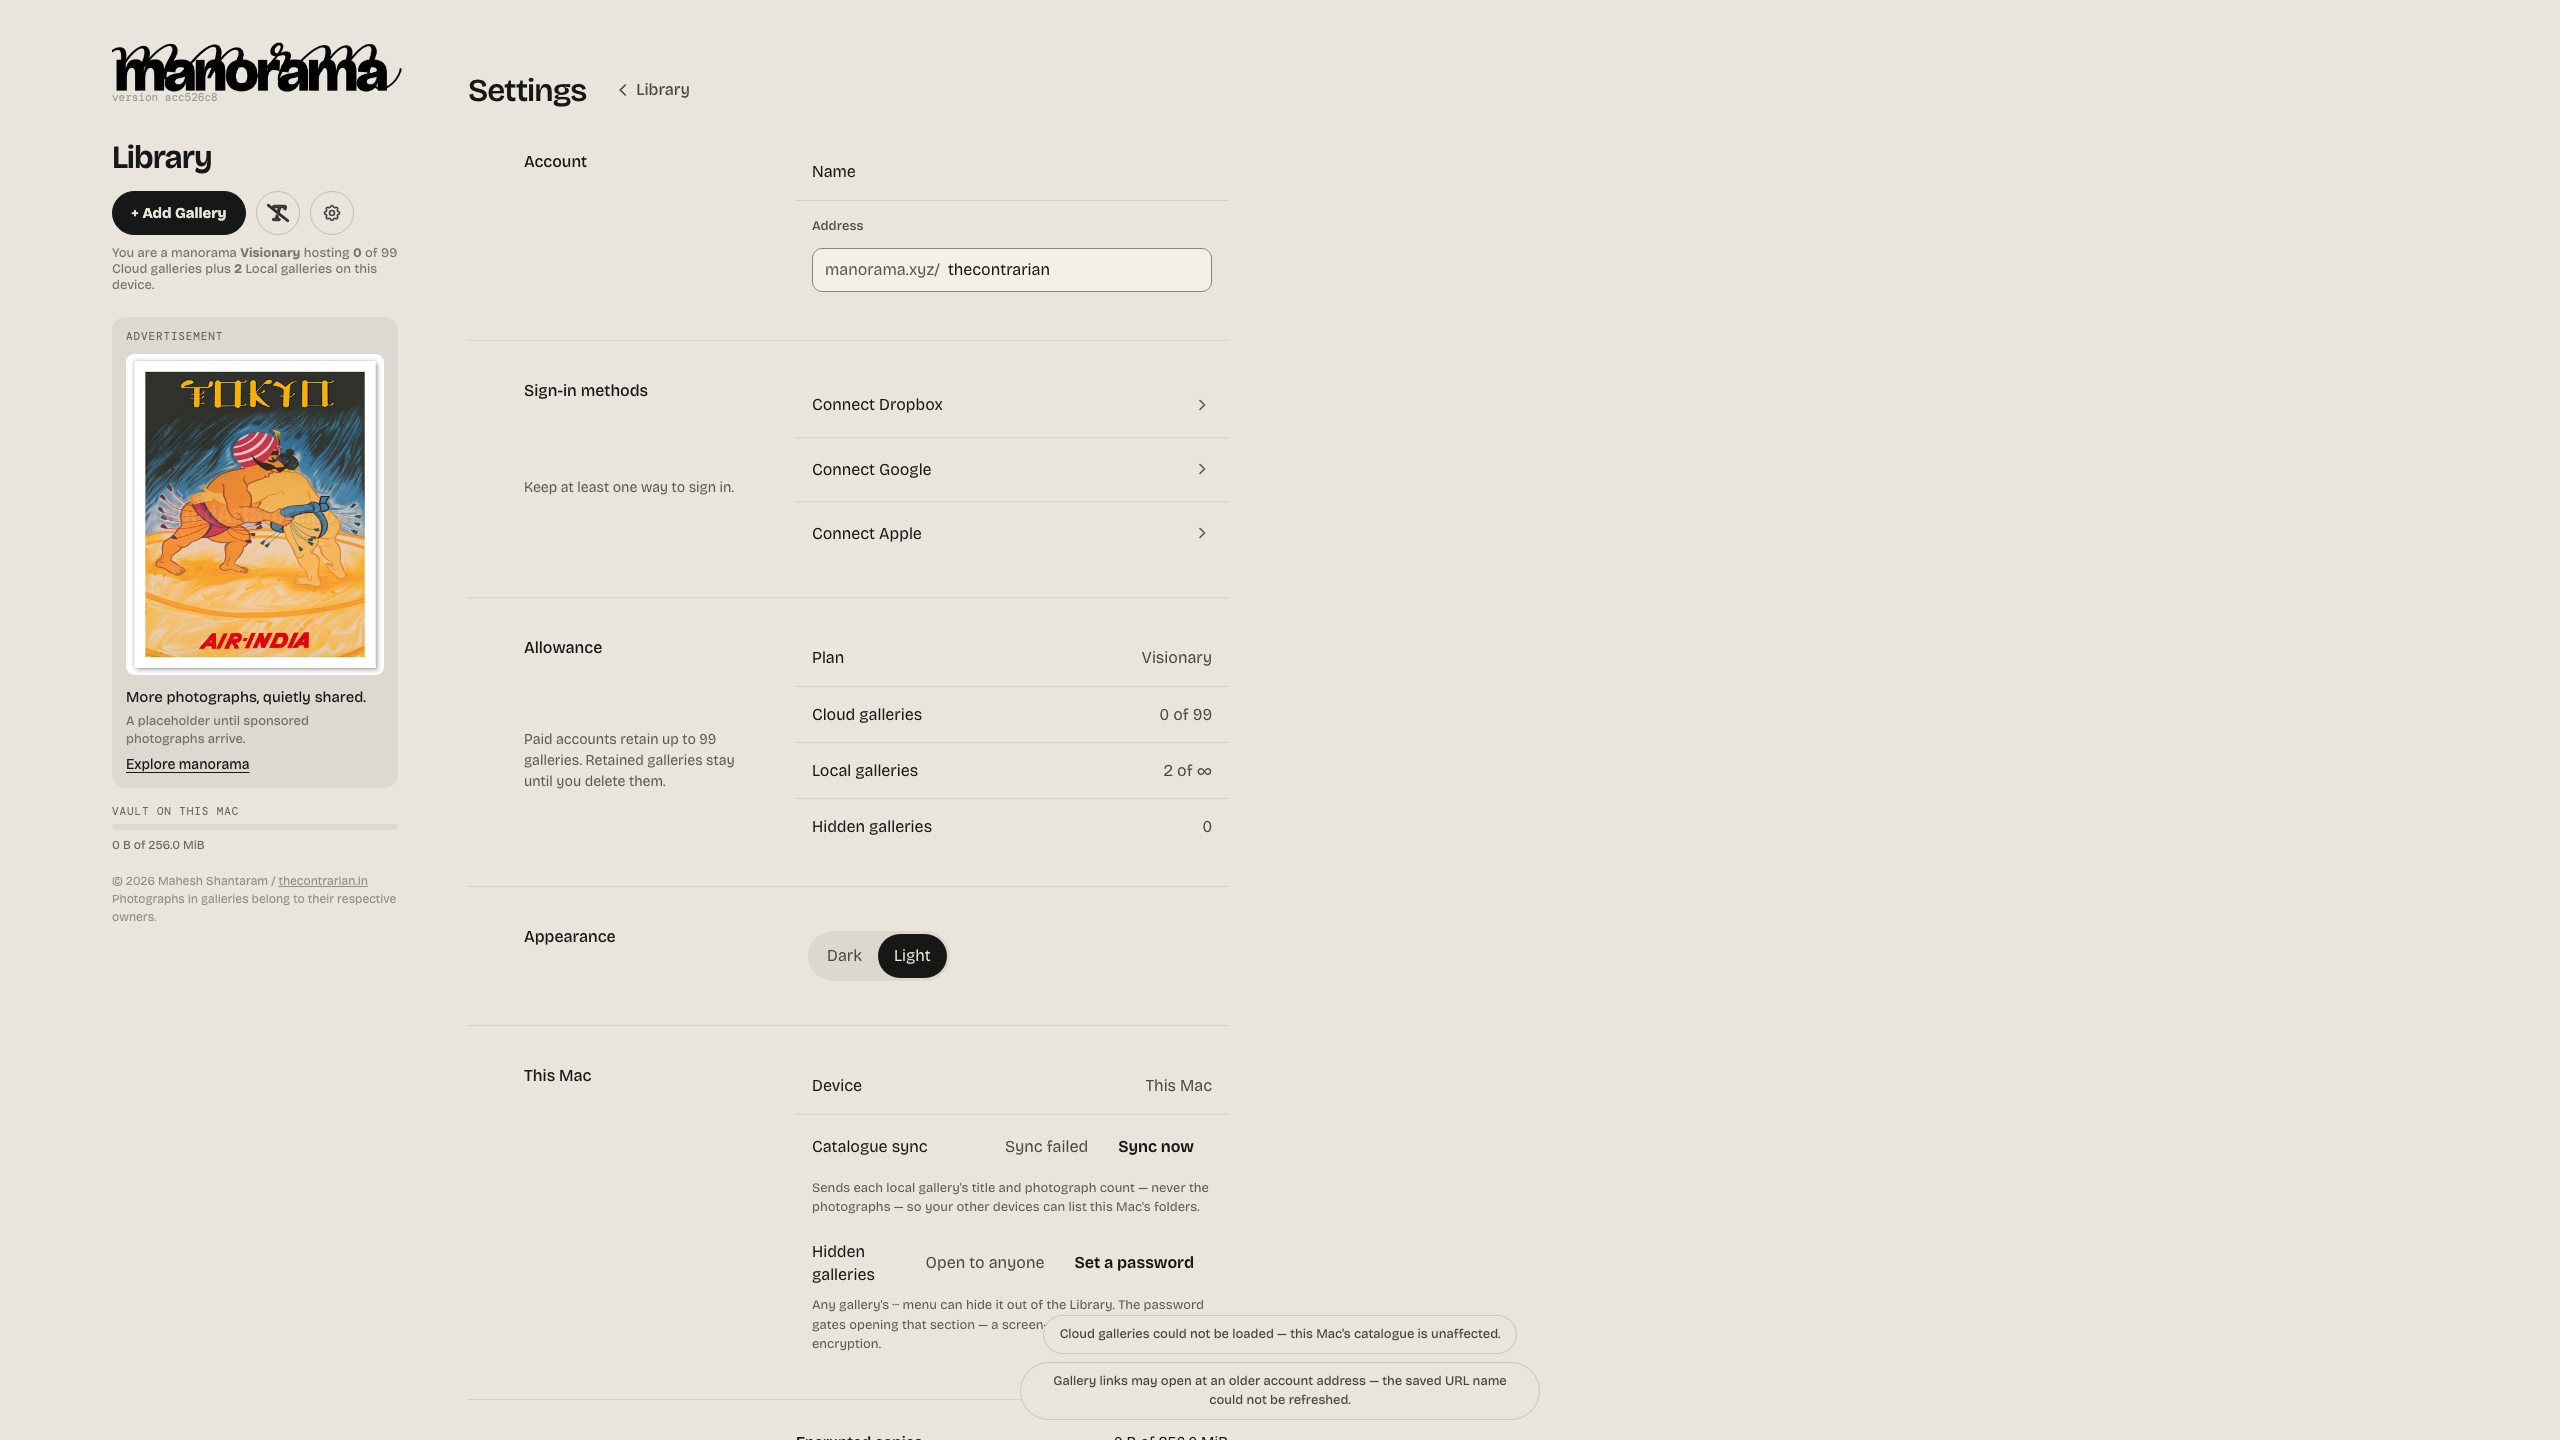 manorama
version acc526c8
Library
+ Add Gallery
You are a manorama Visionary hosting 0 of 99
Cloud galleries plus 2 Local galleries on this
device.
ADVERTISEMENT
TOKYO
AIR-INDIA
More photographs, quietly shared.
A placeholder until sponsored
photographs arrive.
Explore manorama
VAULT ON THIS MAC
0 B of 256.0 MiB
© 2026 Mahesh Shantaram / thecontrarian.in
Photographs in galleries belong to their respective
owners.
Settings
Library
Account
Name
Address
manorama.xyz/ thecontrarian
Sign-in methods
Keep at least one way to sign in.
Connect Dropbox
Connect Google
Connect Apple
Allowance
Paid accounts retain up to 99
galleries. Retained galleries stay
until you delete them.
Plan Visionary
Cloud galleries 0 of 99
Local galleries 2 of ∞
Hidden galleries 0
Appearance
Dark Light
This Mac
Device This Mac
Catalogue sync Sync failed Sync now
Sends each local gallery's title and photograph count — never the
photographs — so your other devices can list this Mac's folders.
Hidden
galleries
Open to anyone Set a password
Any gallery's ··· menu can hide it out of the Library. The password
gates opening that section — a screen-
encryption.
Cloud galleries could not be loaded — this Mac's catalogue is unaffected.
Gallery links may open at an older account address — the saved URL name
could not be refreshed.
Encrypted copies 0 B of 256.0 MiB